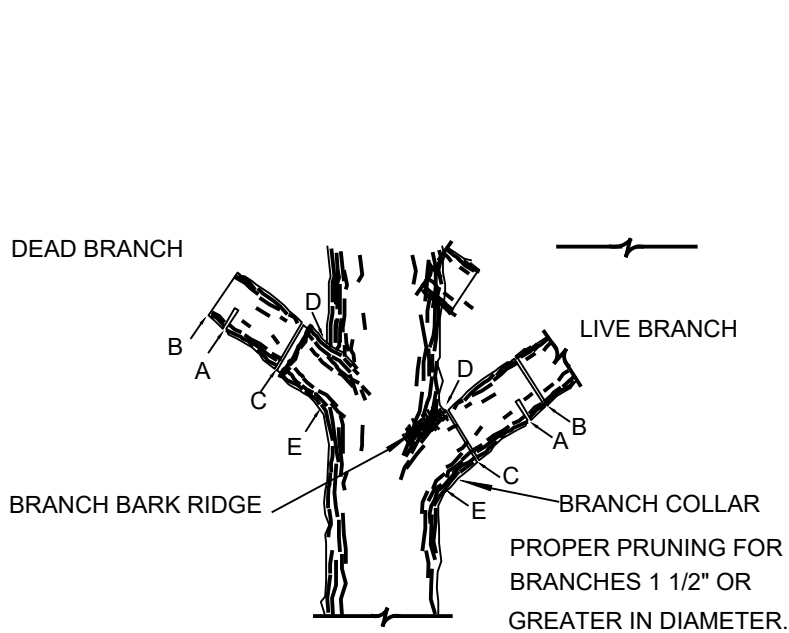 DEAD BRANCH
D
LIVE BRANCH
B
A
D
C
B
A
E
C
BRANCH BARK RIDGE
BRANCH COLLAR
E
PROPER PRUNING FOR
BRANCHES 1 1/2" OR
GREATER IN DIAMETER.